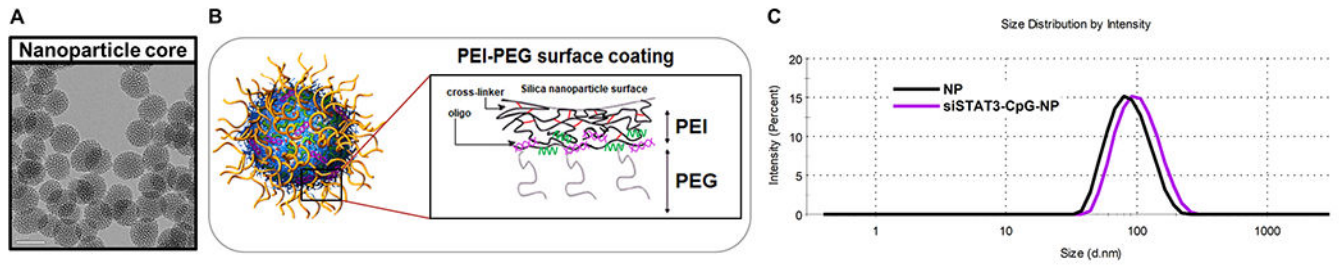 A
Nanoparticle core
B
PEI-PEG surface coating
cross-linker
Silica nanoparticle surface
oligo
PEI
PEG
C
Size Distribution by Intensity
Intensity (Percent)
20
15
10
5
0
NP
siSTAT3-CpG-NP
1
10
100
1000
Size (d.nm)